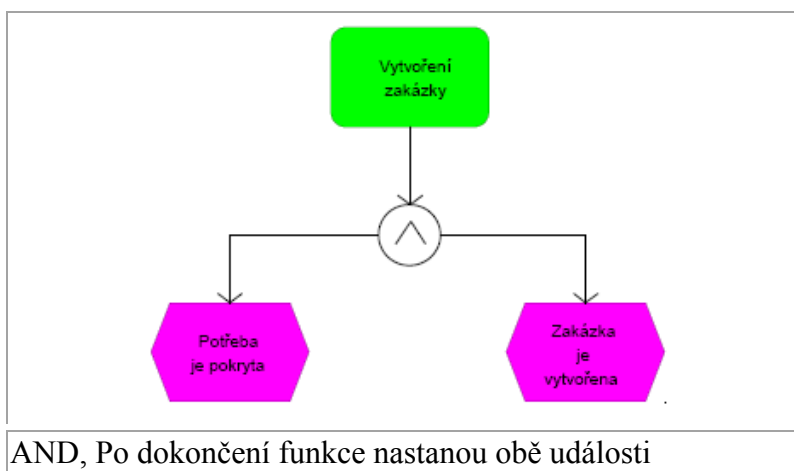 Vytvoření
zakázky
Potřeba
je pokryta
Zakázka
je
vytvořena
AND, Po dokončení funkce nastanou obě události